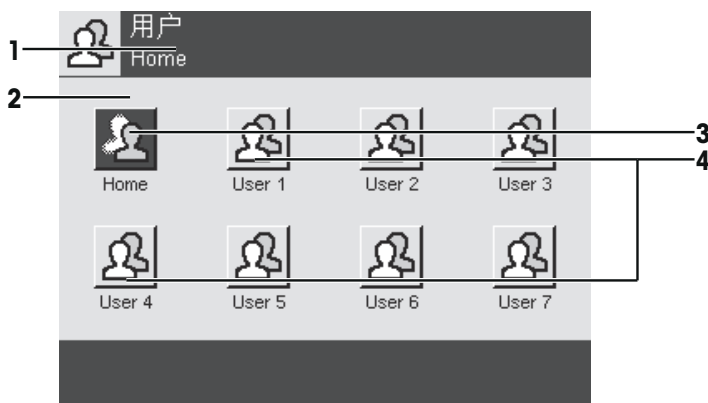 用户
Home
1
2
3
4
Home
User 1
User 2
User 3
User 4
User 5
User 6
User 7